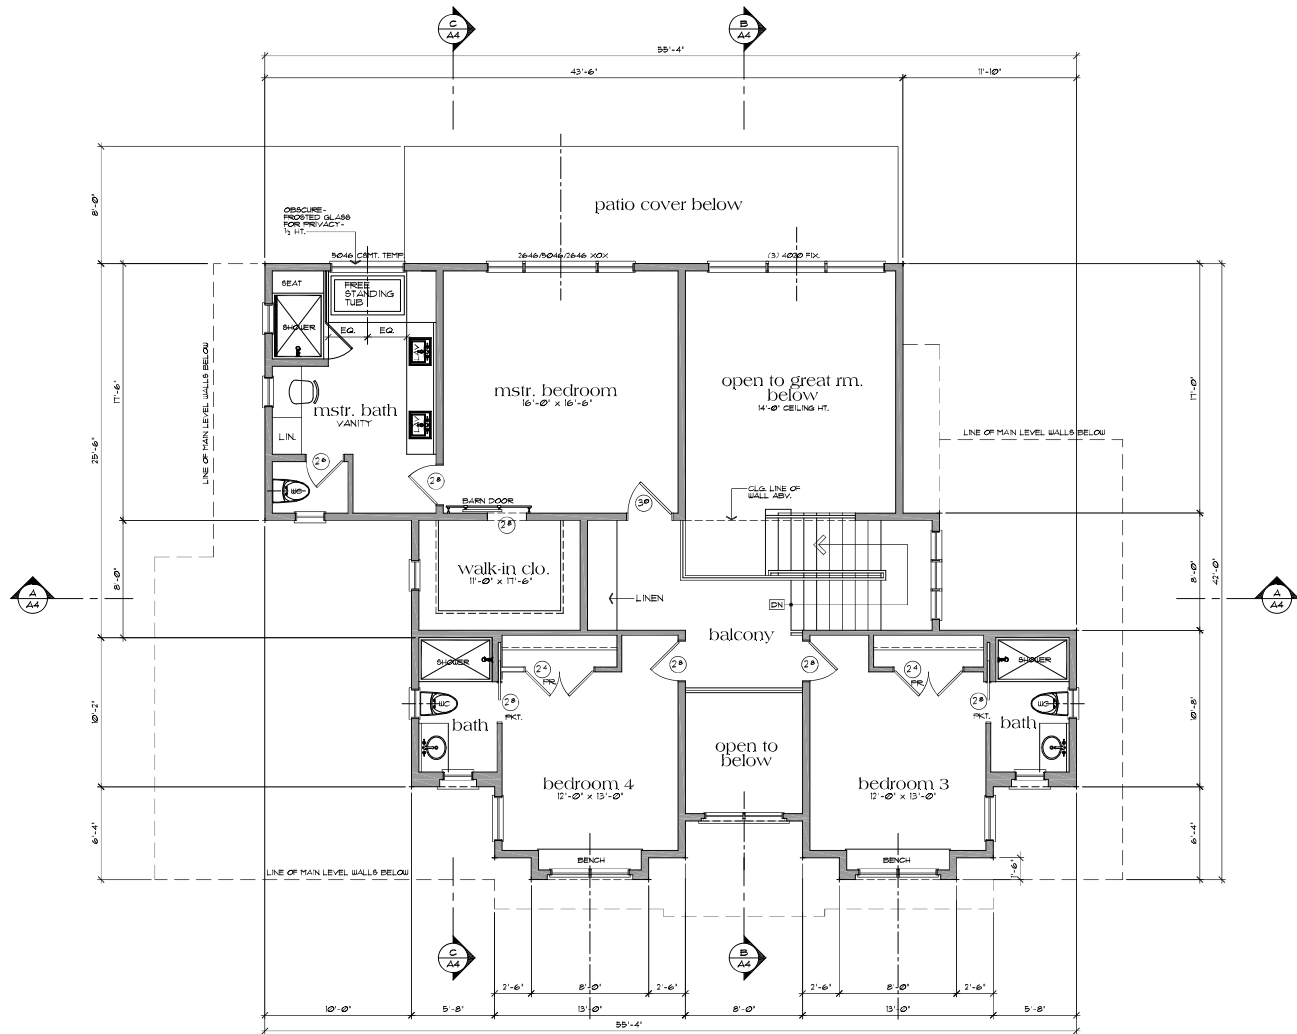 C
A4
B
A4
55'-4"
43'-6"
11'-10"
8'-0"
patio cover below
OBSCURE-
FROSTED GLASS
FOR PRIVACY-
½ HT.
5046 CSMT. TEMP.
2646/5046/2646 XOX
(3) 4020 FIX.
SEAT
FREE
STANDING
TUB
SHOWER
EQ.
EQ.
LAV
LAV
LINE OF MAIN LEVEL WALLS BELOW
17'-6"
25'-6"
mstr. bath
VANITY
LIN.
26
WC
28
mstr. bedroom
16'-0" x 16'-6"
open to great rm.
below
14'-0" CEILING HT.
17'-0"
LINE OF MAIN LEVEL WALLS BELOW
BARN DOOR
28
30
CLG. LINE OF
WALL ABV.
walk-in clo.
11'-0" x 17'-6"
8'-0"
8'-0"
42'-0"
A
A4
A
A4
LINEN
DN
balcony
SHOWER
24
PR.
28
28
24
PR.
SHOWER
WC
28
PKT.
bath
28
PKT.
WC
bath
10'-2"
10'-8"
open to
below
bedroom 4
12'-0" x 13'-0"
bedroom 3
12'-0" x 13'-0"
6'-4"
6'-4"
BENCH
BENCH
1'-6"
LINE OF MAIN LEVEL WALLS BELOW
C
A4
B
A4
2'-6"
8'-0"
2'-6"
2'-6"
8'-0"
2'-6"
10'-0"
5'-8"
13'-0"
8'-0"
13'-0"
5'-8"
55'-4"